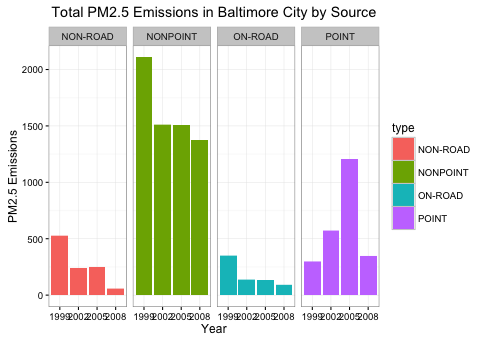 Total PM2.5 Emissions in Baltimore City by Source
NON-ROAD NONPOINT ON-ROAD POINT
2000
1500
1000
500
0
PM2.5 Emissions
1999 2002 2005 2008 1999 2002 2005 2008 1999 2002 2005 2008 1999 2002 2005 2008
Year
type
NON-ROAD
NONPOINT
ON-ROAD
POINT